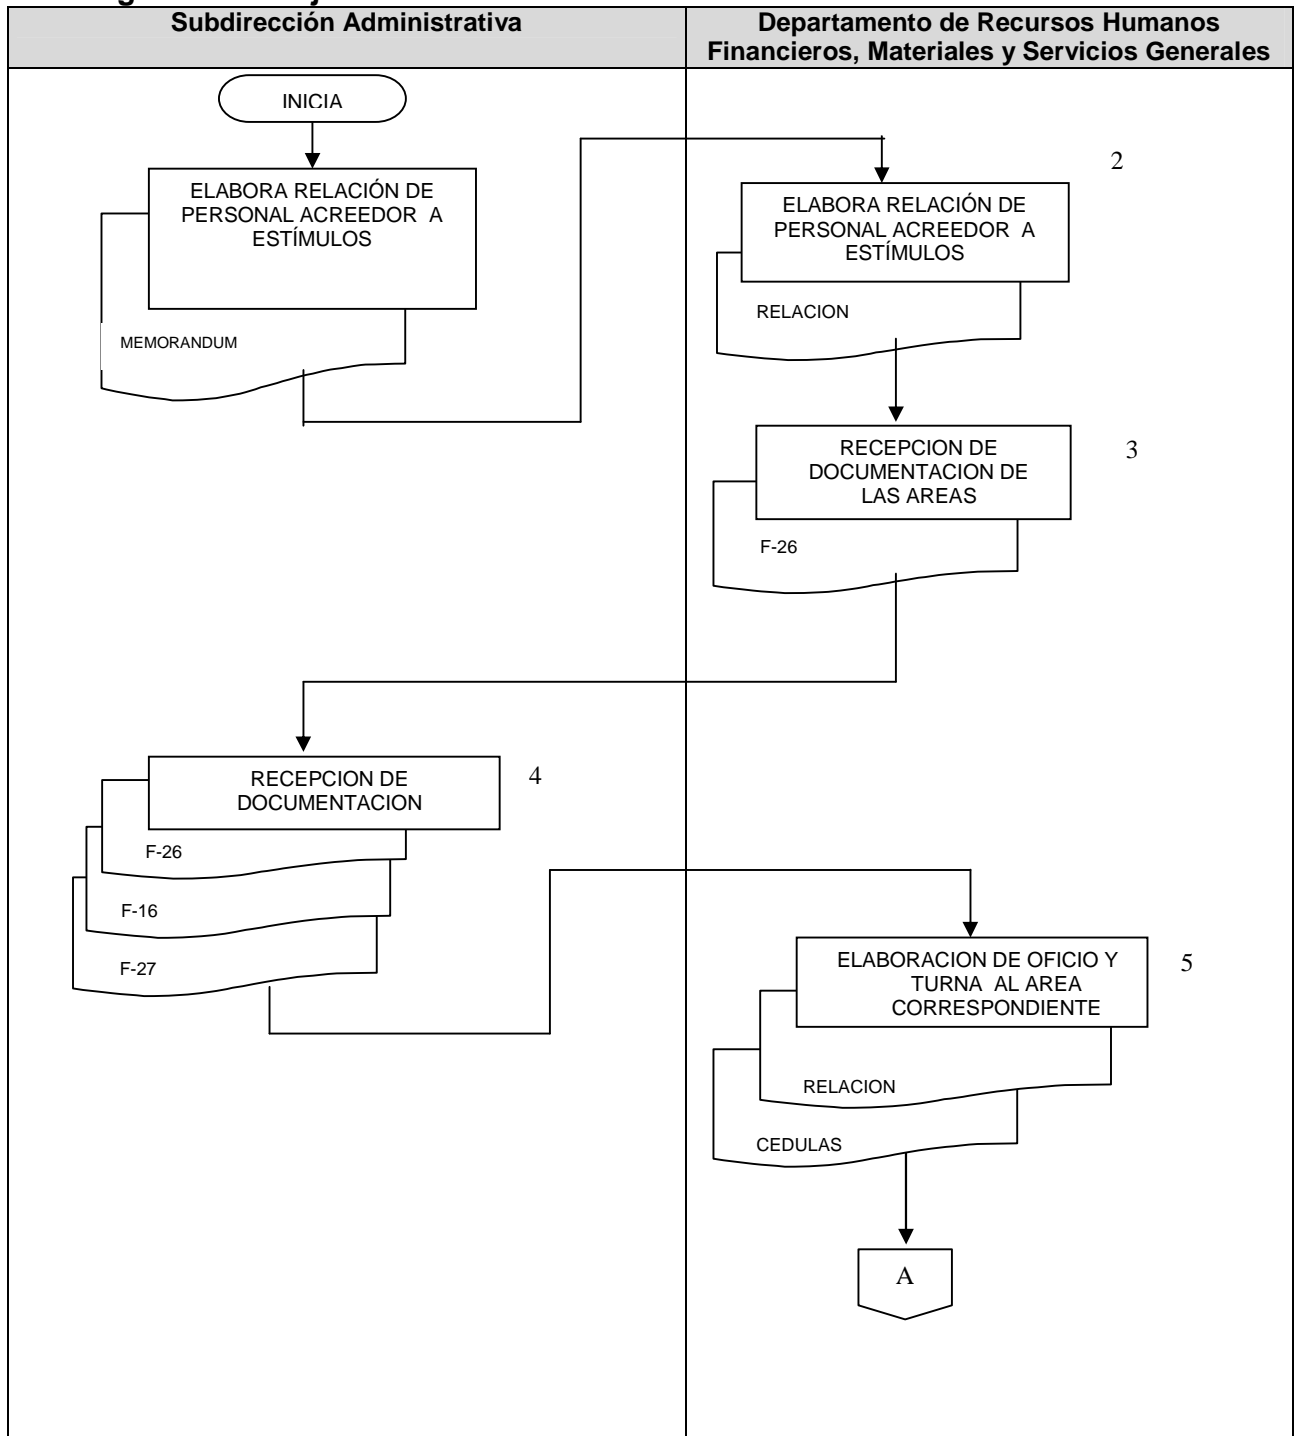 Subdirección Administrativa
Departamento de Recursos Humanos
Financieros, Materiales y Servicios Generales
INICIA
ELABORA RELACIÓN DE
PERSONAL ACREEDOR A
ESTÍMULOS
MEMORANDUM
2
ELABORA RELACIÓN DE
PERSONAL ACREEDOR A
ESTÍMULOS
RELACION
3
RECEPCION DE
DOCUMENTACION DE
LAS AREAS
F-26
4
RECEPCION DE
DOCUMENTACION
F-26
F-16
F-27
5
ELABORACION DE OFICIO Y
TURNA AL AREA
CORRESPONDIENTE
RELACION
CEDULAS
A